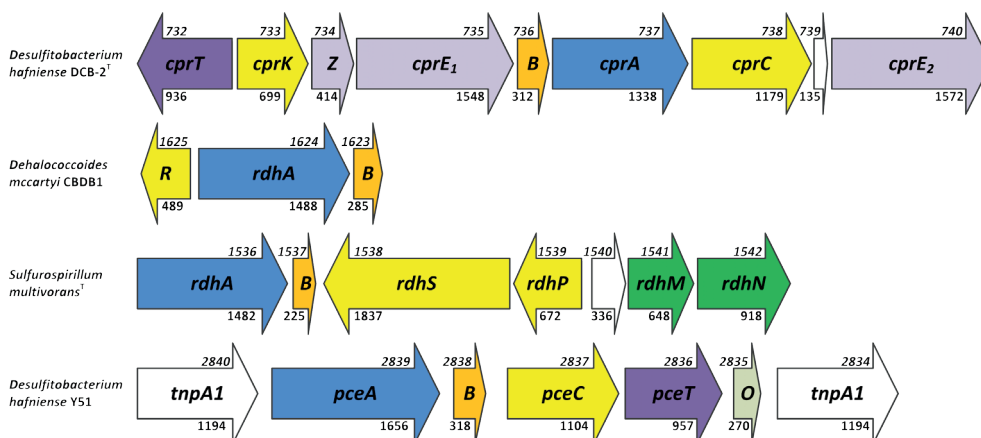 732 733 734 735 736 737 738 739 740
Desulfitobacterium
hafniense DCB-2ᵀ
cprT cprK Z cprE₁ B cprA cprC cprE₂
936 699 414 1548 312 1338 1179 135 1572
1625 1624 1623
Dehalococcoides
mccartyi CBDB1
R rdhA B
489 1488 285
1536 1537 1538 1539 1540 1541 1542
Sulfurospirillum
multivoransᵀ
rdhA B rdhS rdhP rdhM rdhN
1482 225 1837 672 336 648 918
2840 2839 2838 2837 2836 2835 2834
Desulfitobacterium
hafniense Y51
tnpA1 pceA B pceC pceT O tnpA1
1194 1656 318 1104 957 270 1194